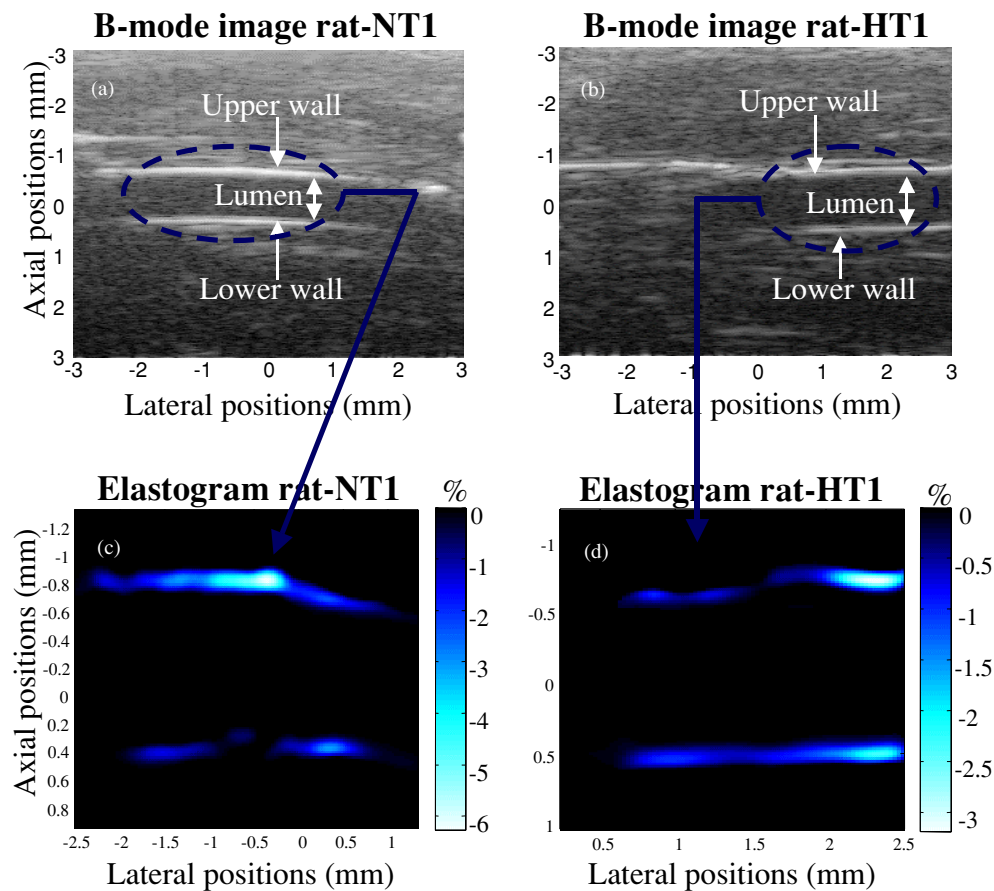 B-mode image rat-NT1
B-mode image rat-HT1
(a)
Upper wall
Lumen
Lower wall
Axial positions mm)
-3
-2
-1
0
1
2
3
-3 -2 -1 0 1 2 3
Lateral positions (mm)
(b)
Upper wall
Lumen
Lower wall
-3
-2
-1
0
1
2
3
-3 -2 -1 0 1 2 3
Lateral positions (mm)
Elastogram rat-NT1 %
(c)
Axial positions (mm)
-1.2
-1
-0.8
-0.6
-0.4
-0.2
0
0.2
0.4
0.6
0.8
-2.5 -2 -1.5 -1 -0.5 0 0.5 1
Lateral positions (mm)
0
-1
-2
-3
-4
-5
-6
Elastogram rat-HT1 %
(d)
-1
-0.5
0
0.5
1
0.5 1 1.5 2 2.5
Lateral positions (mm)
0
-0.5
-1
-1.5
-2
-2.5
-3